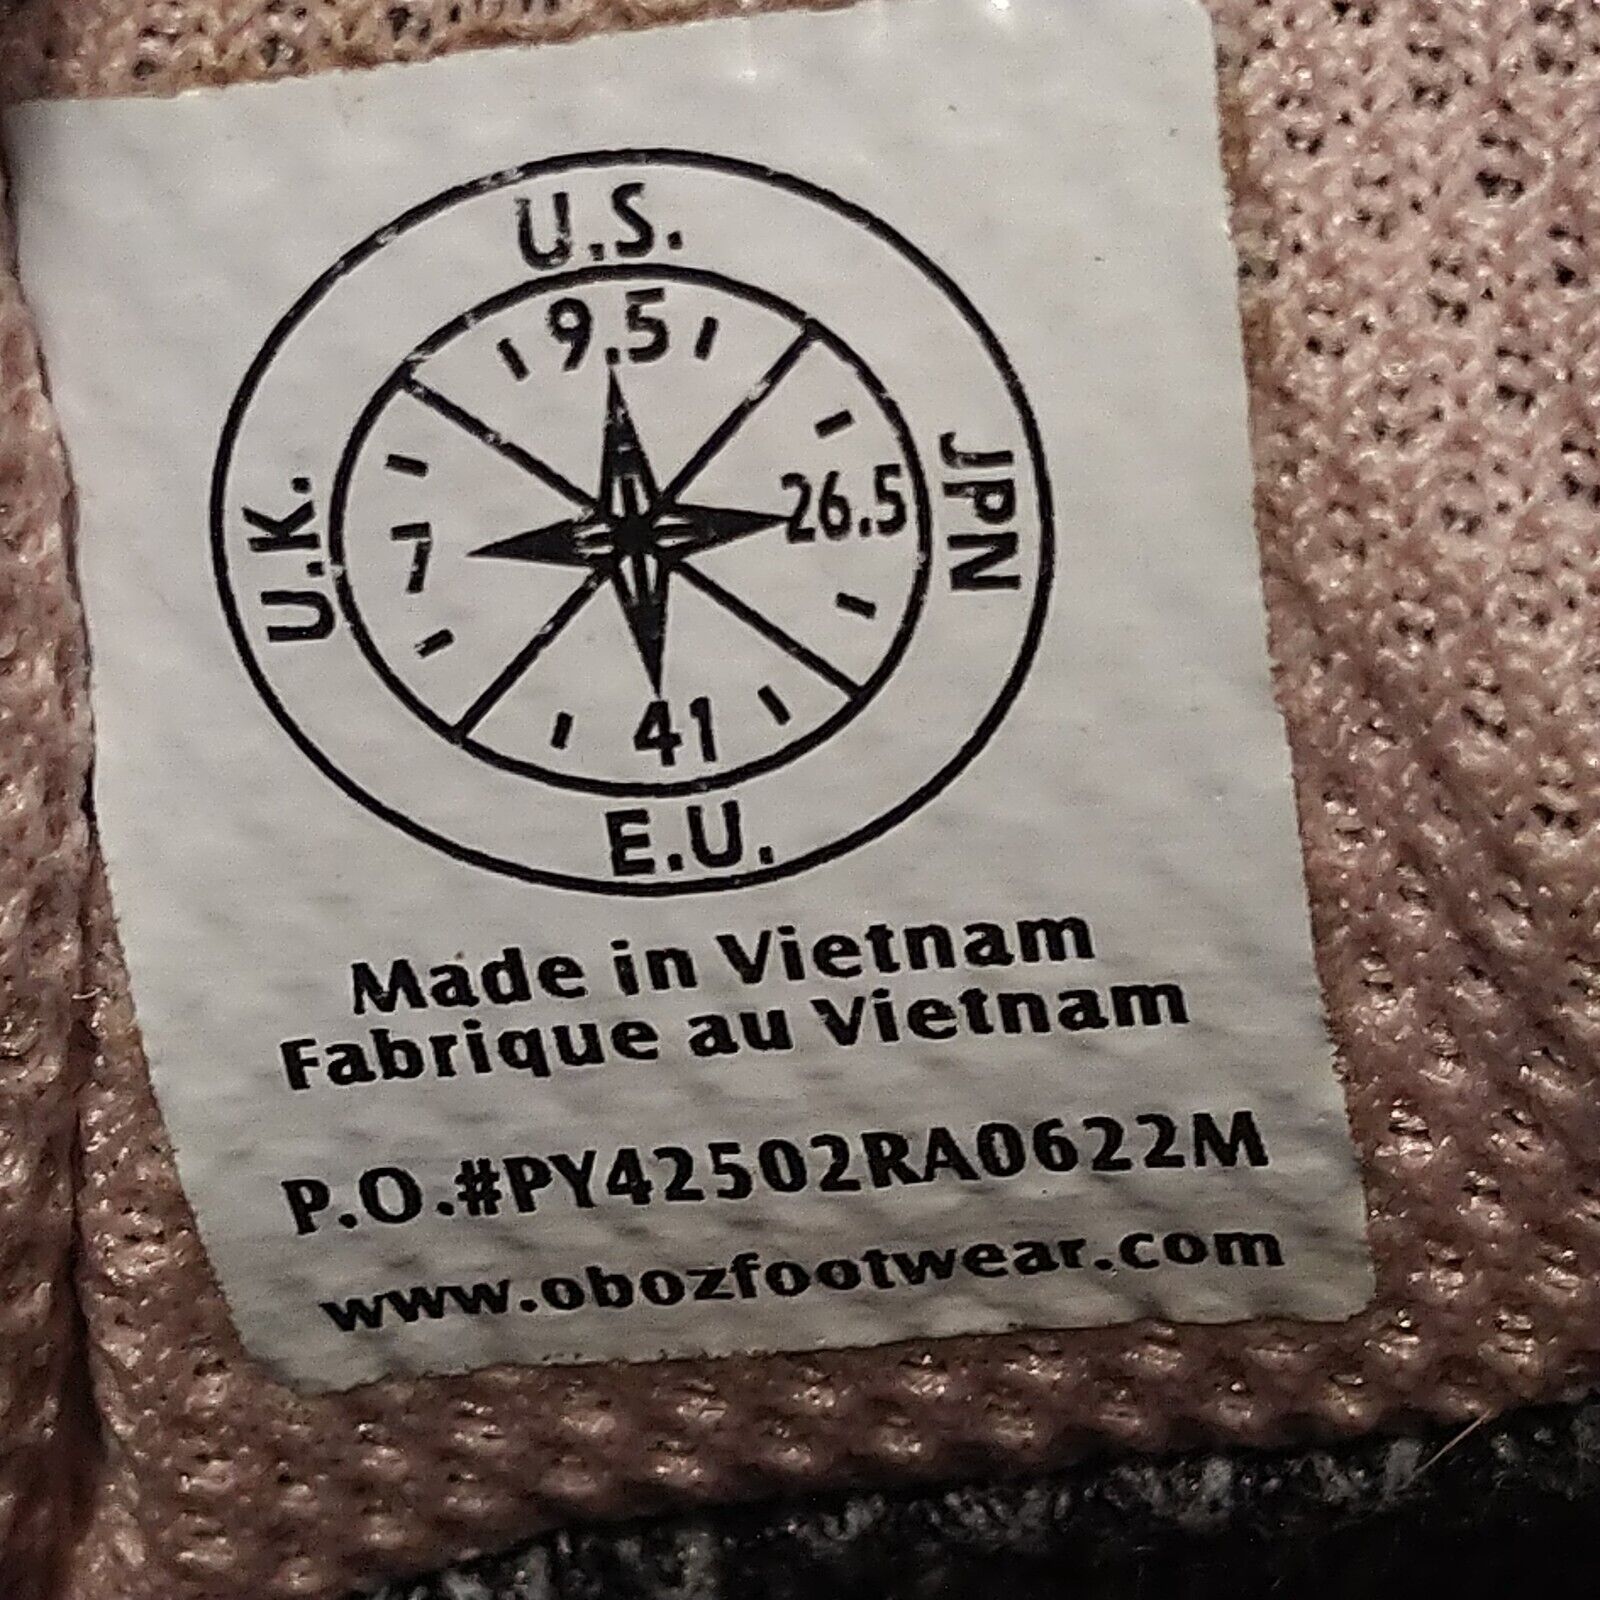 U.S.
9.5
U.K.
7
26.5
JPN
41
E.U.
Made in Vietnam
Fabrique au Vietnam
P.O.#PY42502RA0622M
www.obozfootwear.com